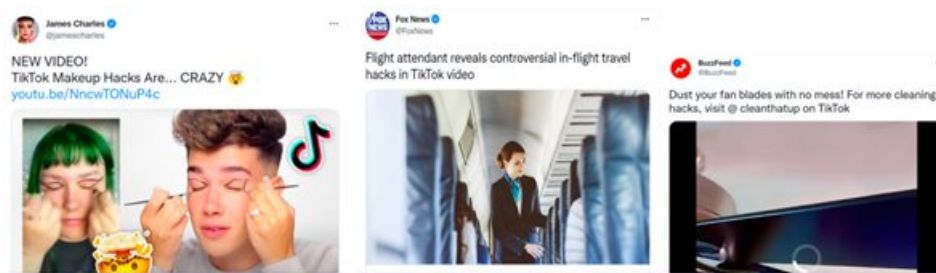 James Charles
@jamescharles
NEW VIDEO!
TikTok Makeup Hacks Are... CRAZY 🤯
youtu.be/NncwTONuP4c
FOX NEWS
Fox News
@FoxNews
Flight attendant reveals controversial in-flight travel
hacks in TikTok video
BuzzFeed
@BuzzFeed
Dust your fan blades with no mess! For more cleaning
hacks, visit @ cleanthatup on TikTok